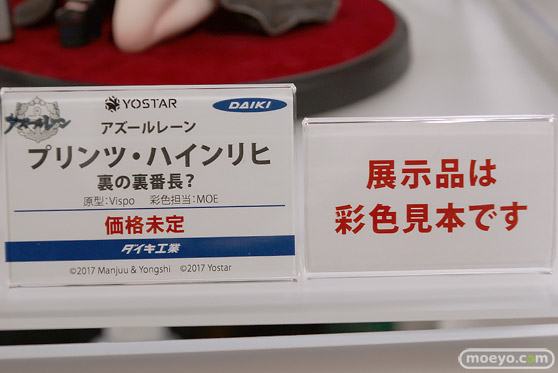 YOSTAR
DAIKI
アズールレーン
アズールレーン
プリンツ・ハインリヒ
裏の裏番長?
原型:Vispo 彩色担当:MOE
価格未定
ダイキ工業
©2017 Manjuu & Yongshi ©2017 Yostar
展示品は
彩色見本です
moeyo.com